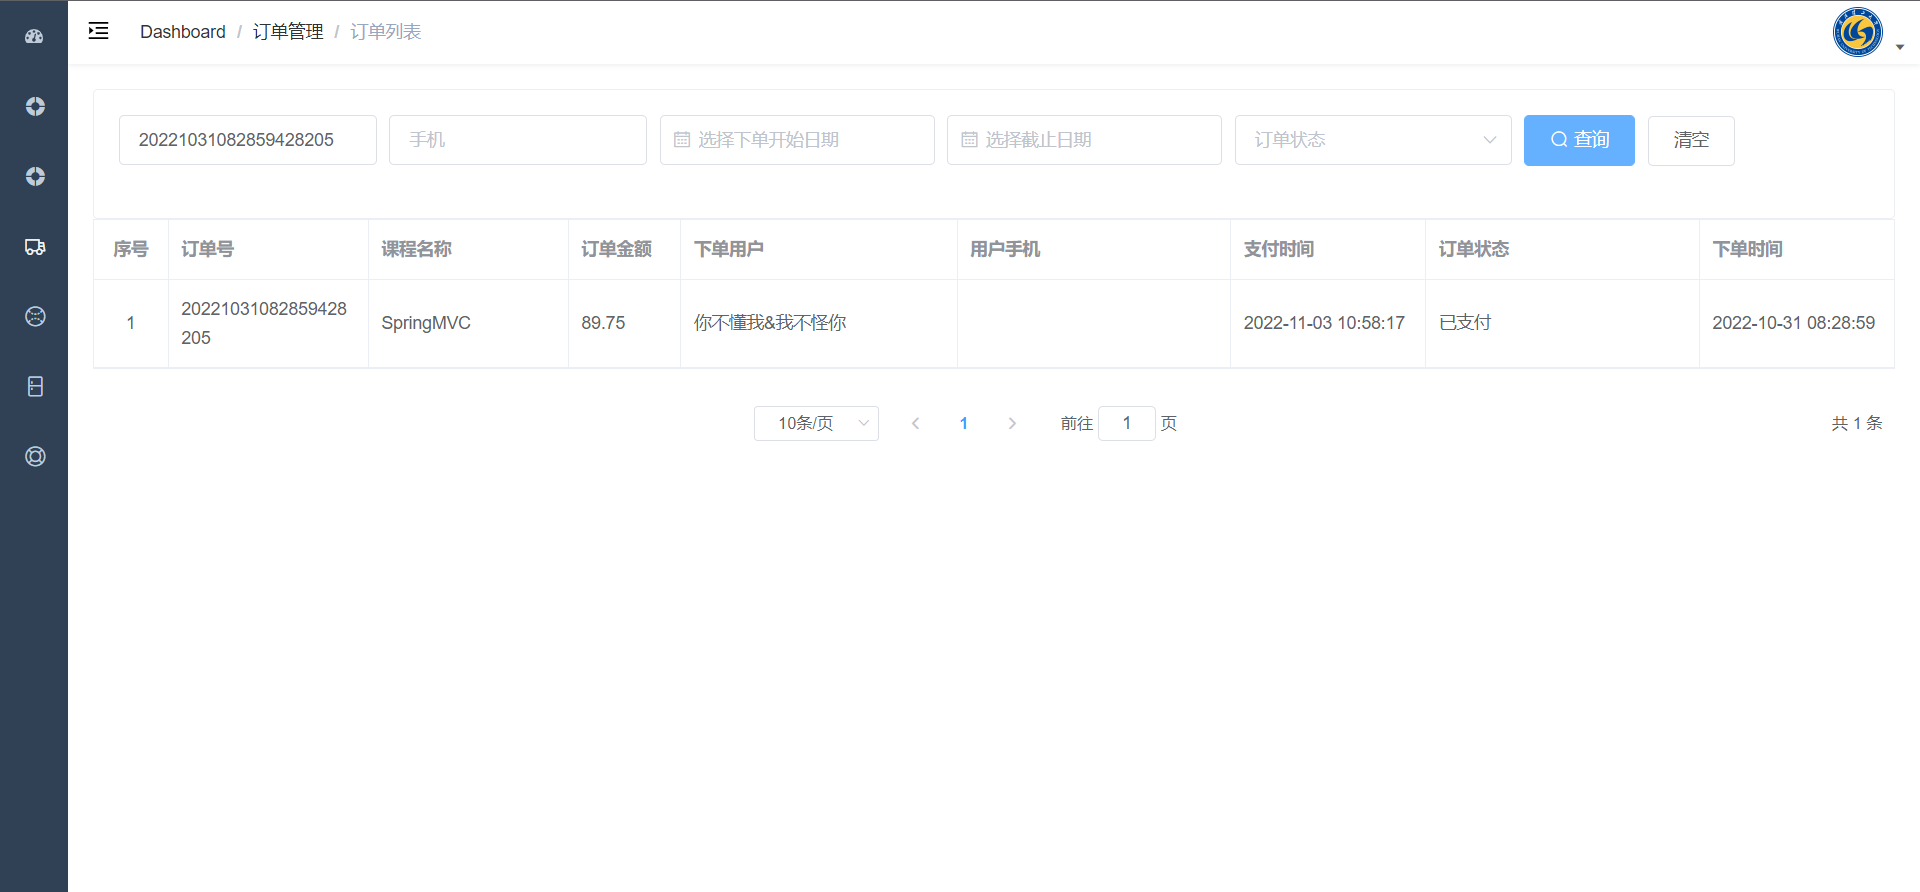 Dashboard / 订单管理 / 订单列表
20221031082859428205 手机 选择下单开始日期 选择截止日期 订单状态 查询 清空
序号 订单号 课程名称 订单金额 下单用户 用户手机 支付时间 订单状态 下单时间
1 20221031082859428 SpringMVC 89.75 你不懂我&我不怪你 2022-11-03 10:58:17 已支付 2022-10-31 08:28:59
205
10条/页 1 前往 1 页 共 1 条